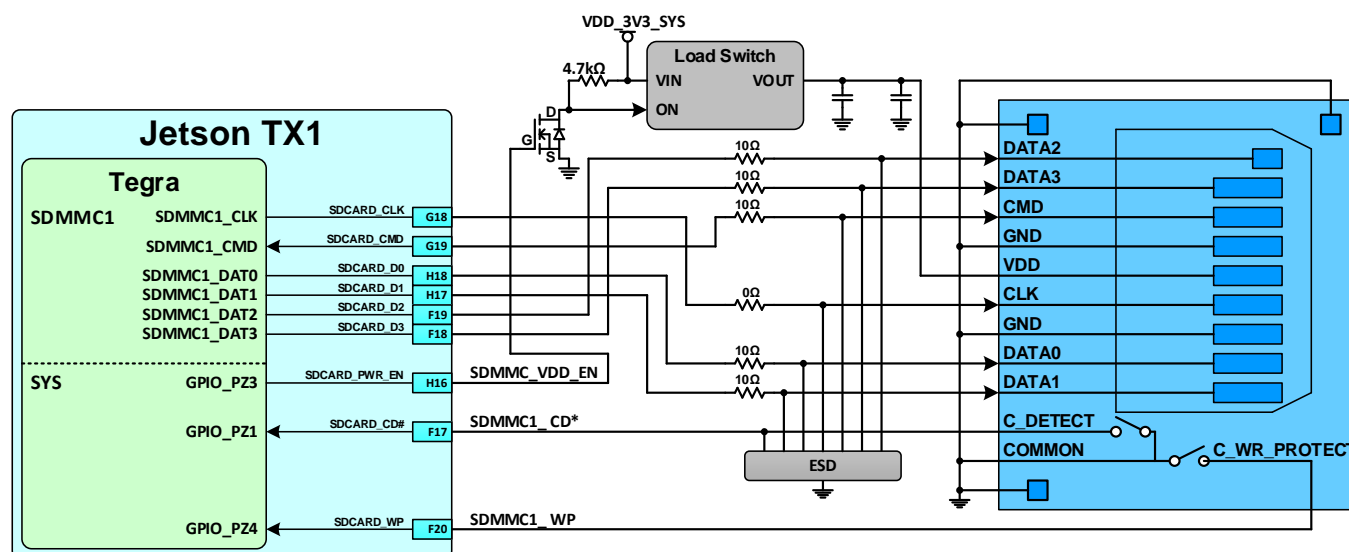 VDD_3V3_SYS
Load Switch
4.7kΩ
VIN
VOUT
ON
D
G
S
Jetson TX1
Tegra
SDMMC1
SDMMC1_CLK
SDCARD_CLK
G18
SDMMC1_CMD
SDCARD_CMD
G19
SDMMC1_DAT0
SDCARD_D0
H18
SDMMC1_DAT1
SDCARD_D1
H17
SDMMC1_DAT2
SDCARD_D2
F19
SDMMC1_DAT3
SDCARD_D3
F18
SYS
GPIO_PZ3
SDCARD_PWR_EN
H16
SDMMC_VDD_EN
GPIO_PZ1
SDCARD_CD#
F17
SDMMC1_CD*
GPIO_PZ4
SDCARD_WP
F20
SDMMC1_WP
10Ω
10Ω
10Ω
0Ω
10Ω
10Ω
ESD
DATA2
DATA3
CMD
GND
VDD
CLK
GND
DATA0
DATA1
C_DETECT
COMMON
C_WR_PROTECT